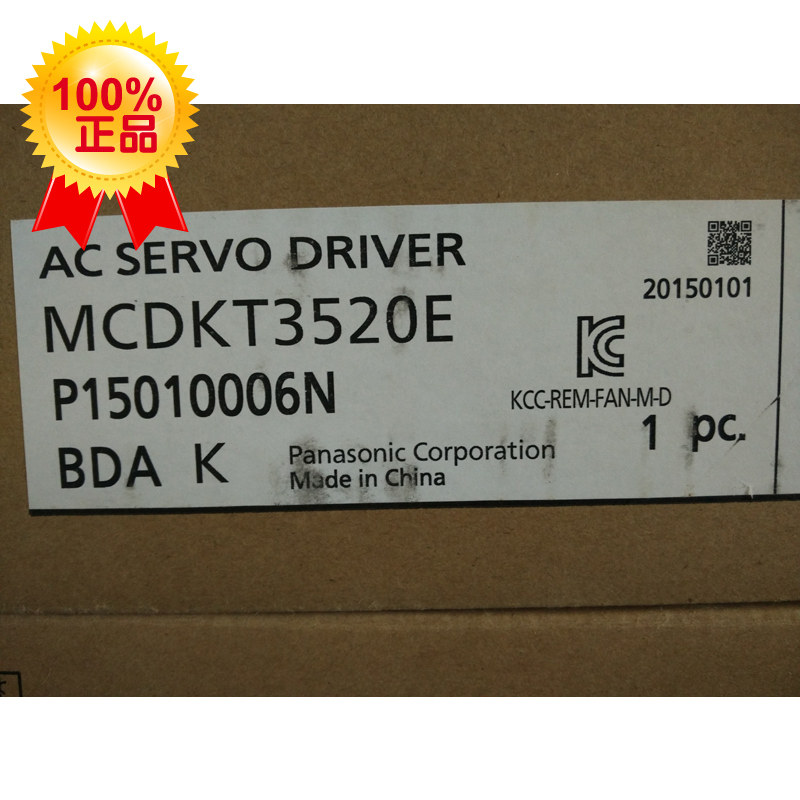 100%
正品
AC SERVO DRIVER
20150101
MCDKT3520E
KCC-REM-FAN-M-D
P15010006N
1 pc.
BDA K
Panasonic Corporation
Made in China